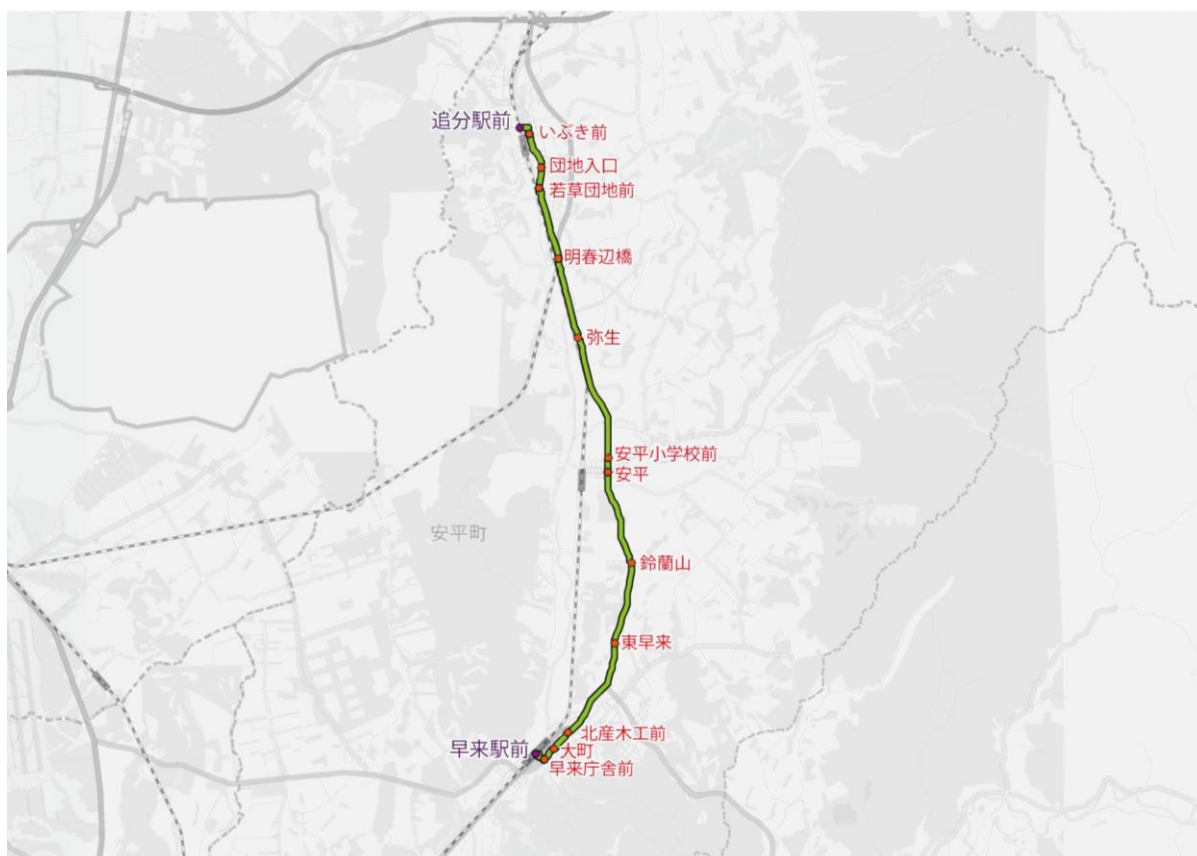 追分駅前
いぶき前
団地入口
若草団地前
明春辺橋
弥生
安平小学校前
安平
安平町
鈴蘭山
東早来
北産木工前
早来駅前
大町
早来庁舎前